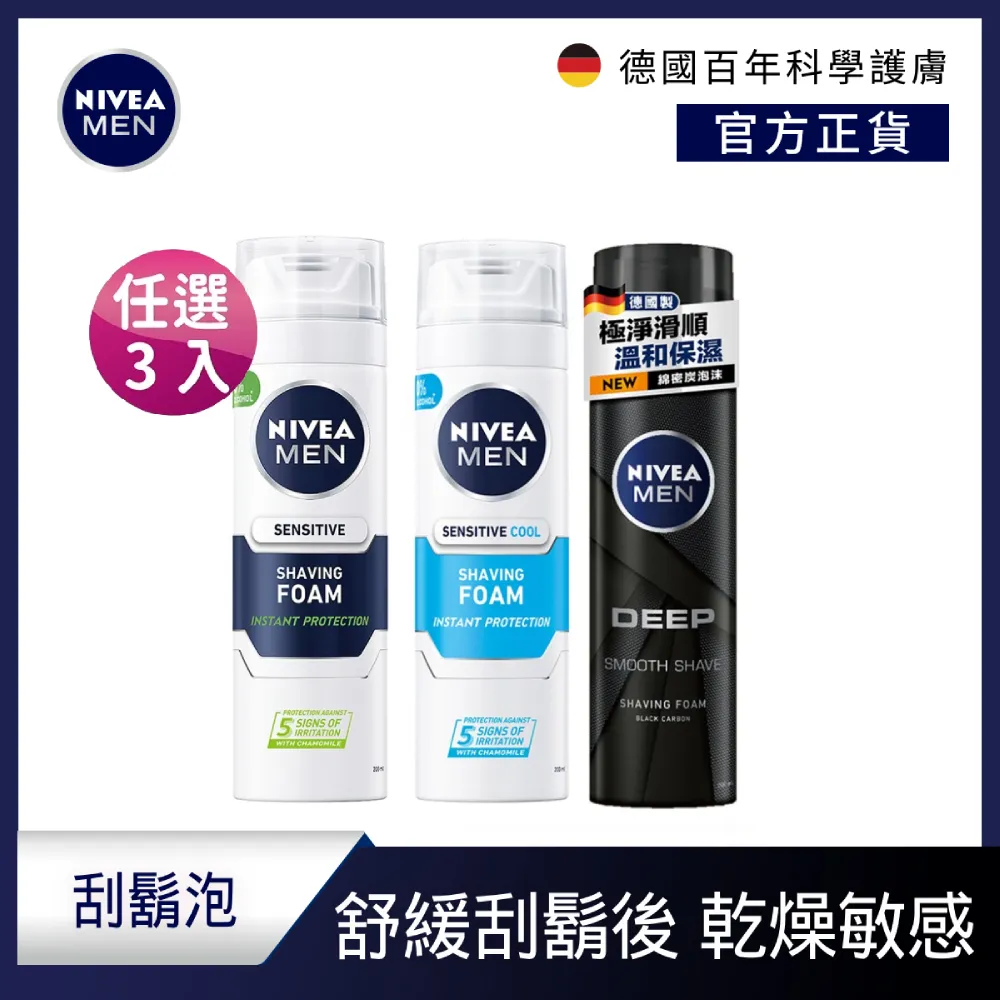 NIVEA
MEN
德國百年科學護膚
官方正貨
任選
3入
NIVEA
MEN
SENSITIVE
SHAVING
FOAM
INSTANT PROTECTION
PROTECTION AGAINST
5 SIGNS OF
IRRITATION
WITH CHAMOMILE
200 ml
NIVEA
MEN
SENSITIVE COOL
SHAVING
FOAM
INSTANT PROTECTION
PROTECTION AGAINST
5 SIGNS OF
IRRITATION
WITH CHAMOMILE
200 ml
德國製
極淨滑順
溫和保濕
NEW 綿密炭泡沫
NIVEA
MEN
DEEP
SMOOTH SHAVE
SHAVING FOAM
BLACK CARBON
刮鬍泡
舒緩刮鬍後 乾燥敏感